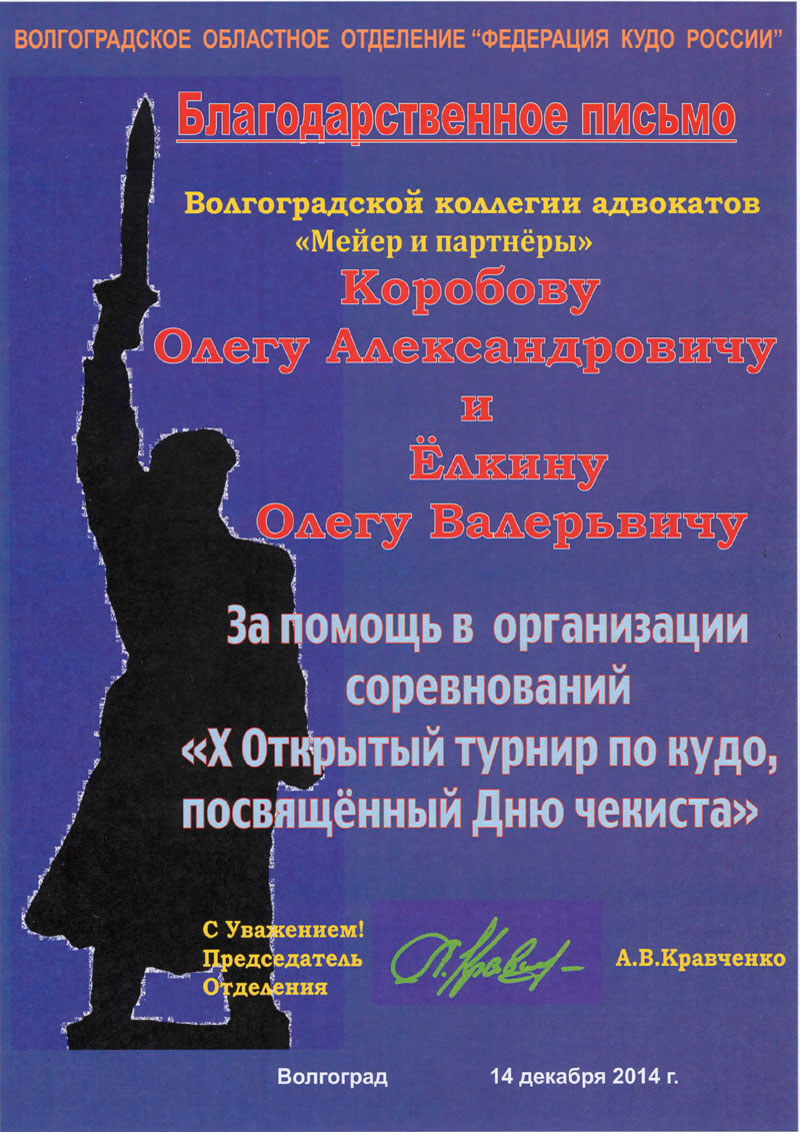 ВОЛГОГРАДСКОЕ ОБЛАСТНОЕ ОТДЕЛЕНИЕ “ФЕДЕРАЦИЯ КУДО РОССИИ”
Благодарственное письмо
Волгоградской коллегии адвокатов
«Мейер и партнёры»
Коробову
Олегу Александровичу
и
Ёлкину
Олегу Валерьвичу
За помощь в организации
соревнований
«X Открытый турнир по кудо,
посвящённый Дню чекиста»
С Уважением!
Председатель
Отделения
А.В.Кравченко
Волгоград 14 декабря 2014 г.